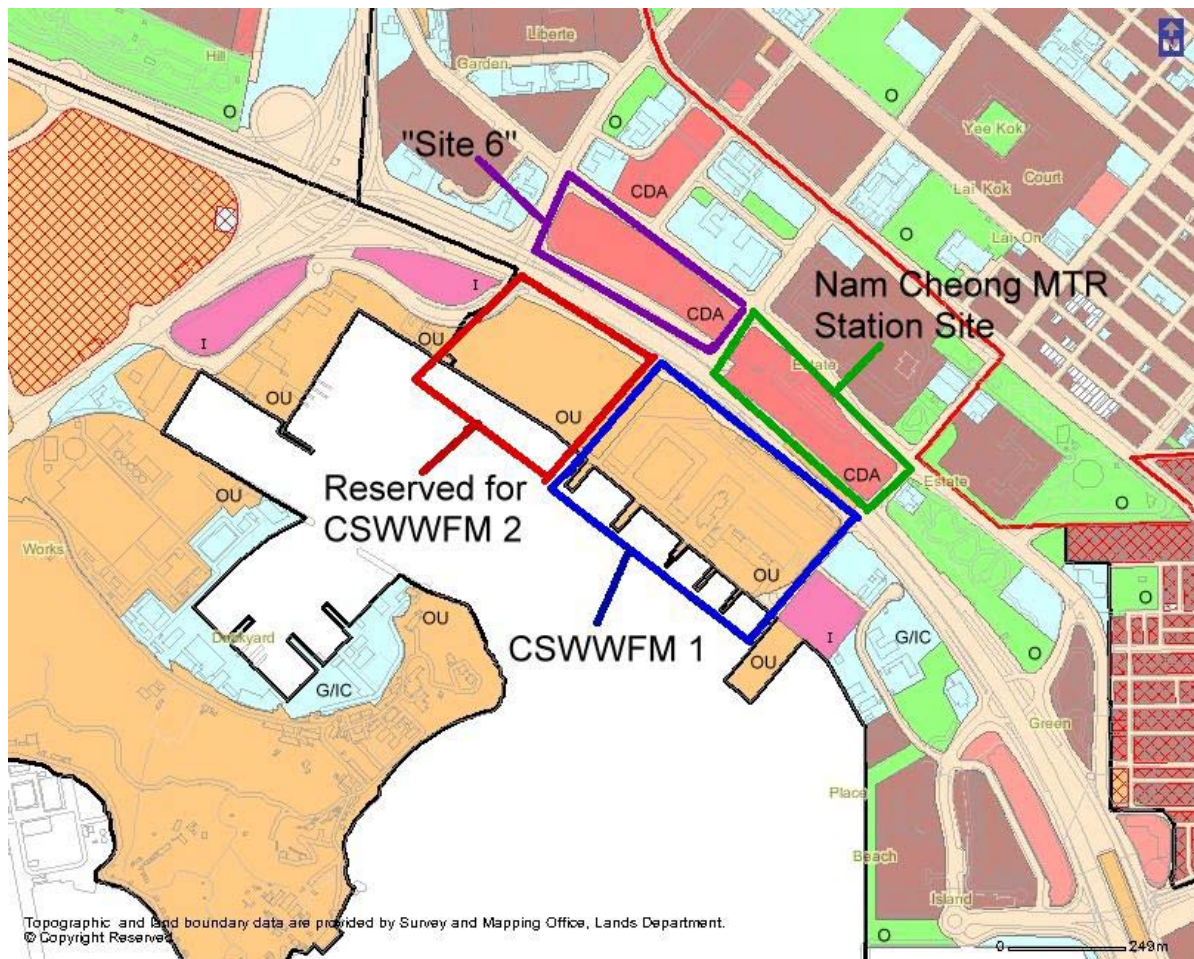 N
Liberte
Hill
Garden
O
O
O
Yee Kok
"Site 6"
CDA
Lai Kok
Court
Lai On
O
Nam Cheong MTR
Station Site
I
CDA
OU
Estate
I
OU
OU
CDA
Estate
Reserved for
CSWWFM 2
OU
O
Works
OU
OU
O
I
Dockyard
CSWWFM 1
G/IC
OU
O
G/IC
Green
Place
Beach
Island
Topographic and land boundary data are provided by Survey and Mapping Office, Lands Department.
© Copyright Reserved
O
0 249m